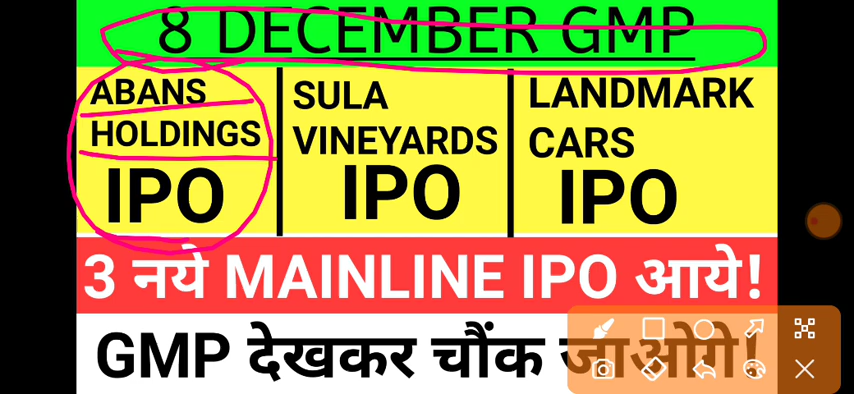 8 DECEMBER GMP
ABANS
HOLDINGS
IPO
SULA
VINEYARDS
IPO
LANDMARK
CARS
IPO
3 नये MAINLINE IPO आये!
GMP देखकर चौंक जाओगे!